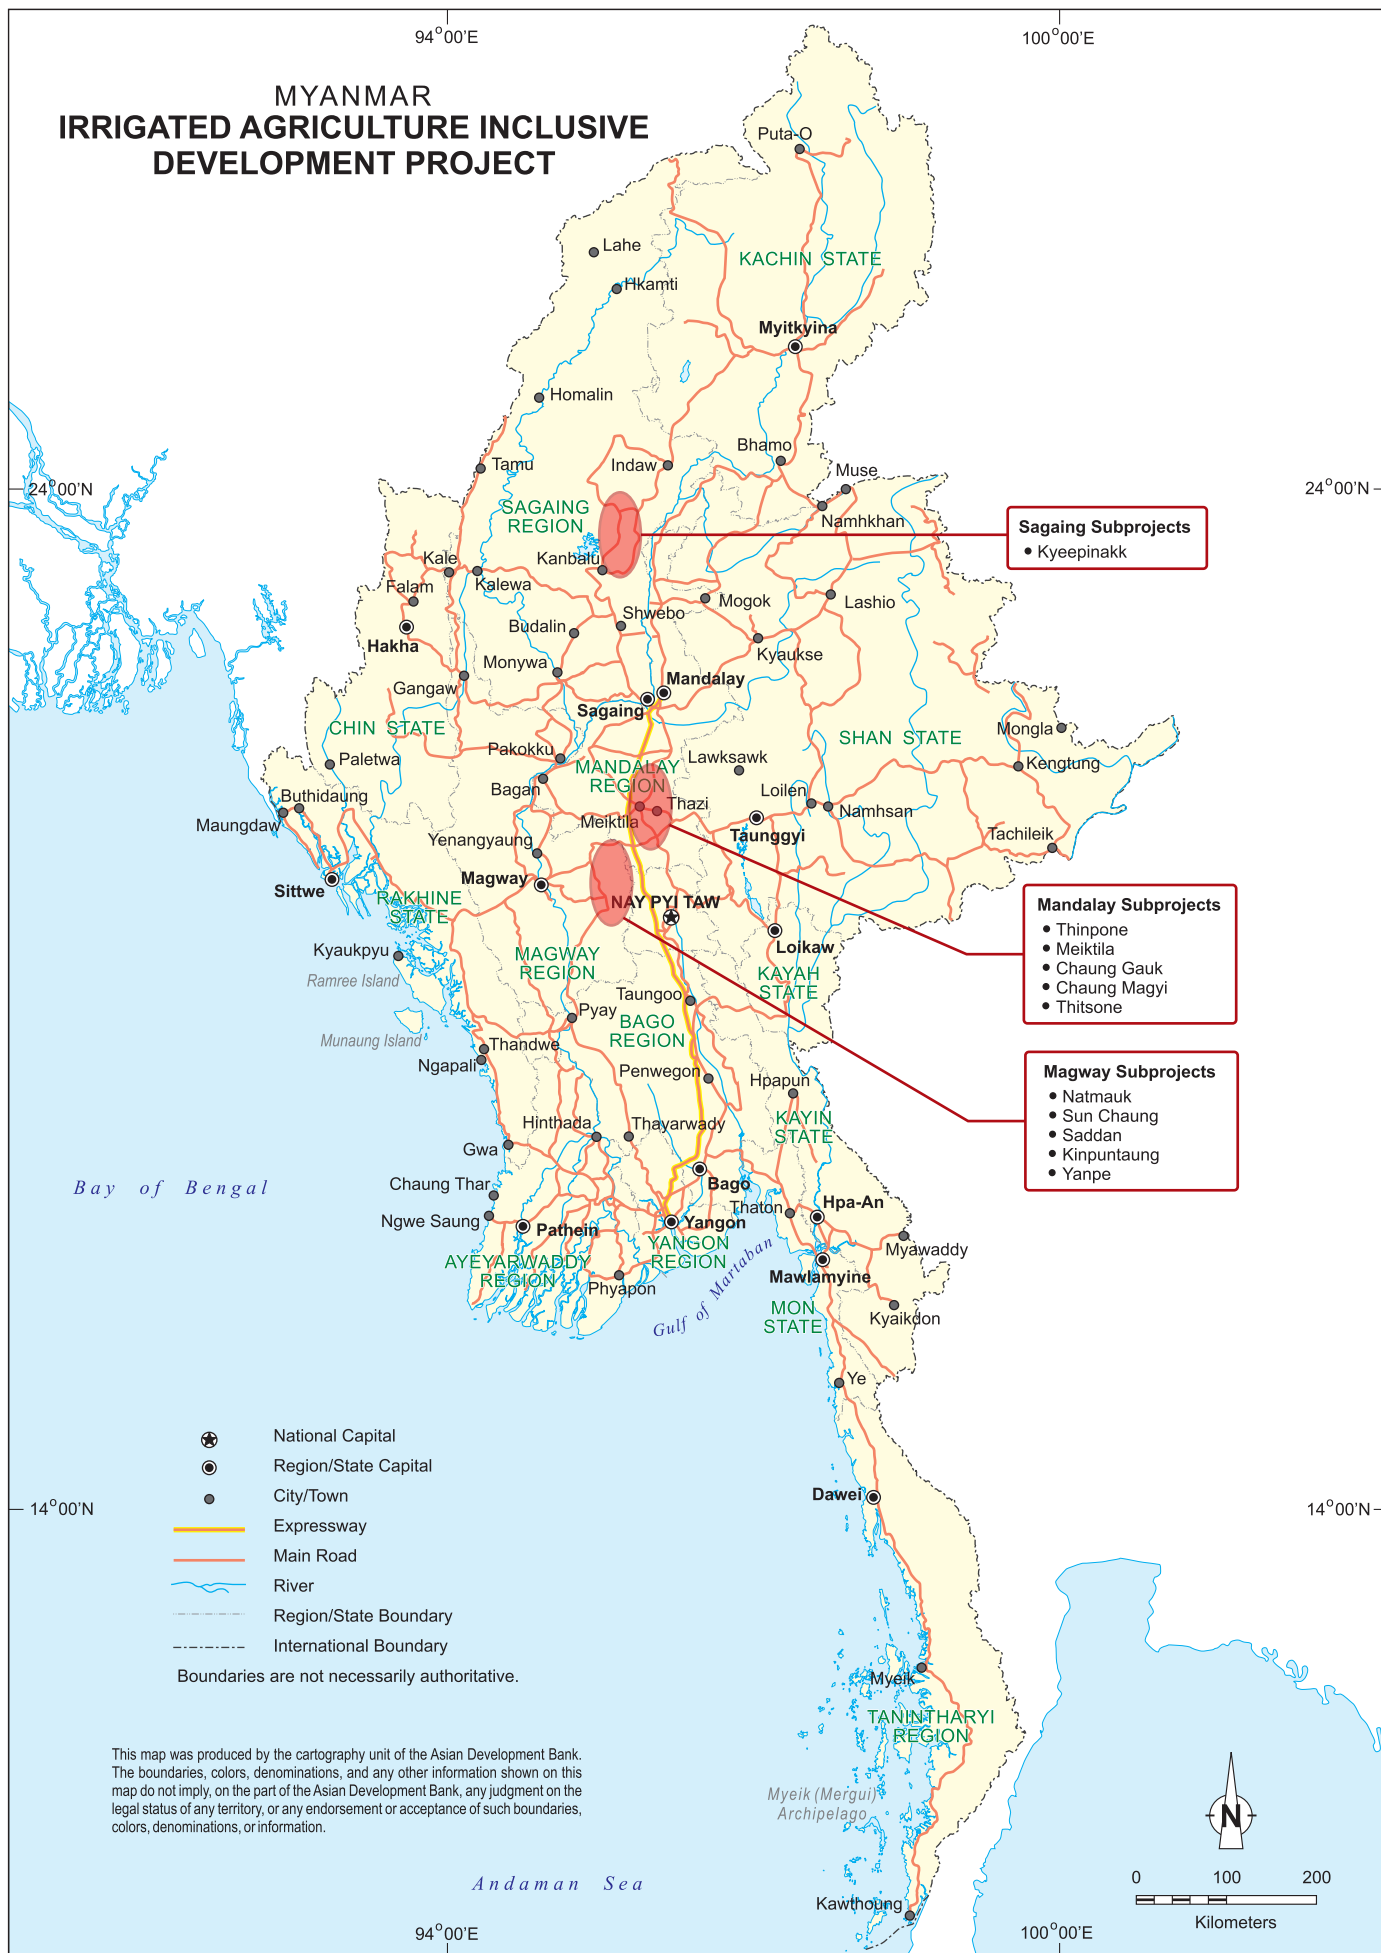 94°00'E
100°00'E
MYANMAR
IRRIGATED AGRICULTURE INCLUSIVE
DEVELOPMENT PROJECT
Puta-O
Lahe
KACHIN STATE
Hkamti
Myitkyina
Homalin
Bhamo
Tamu
Indaw
Muse
24°00'N
24°00'N
SAGAING
REGION
Namhkhan
Sagaing Subprojects
• Kyeepinakk
Kale
Kanbalu
Kalewa
Falam
Mogok
Lashio
Shwebo
Budalin
Hakha
Kyaukse
Monywa
Mandalay
Gangaw
Sagaing
CHIN STATE
Mongla
SHAN STATE
Pakokku
Lawksawk
Paletwa
MANDALAY
REGION
Kengtung
Bagan
Loilen
Buthidaung
Thazi
Namhsan
Maungdaw
Meiktila
Taunggyi
Tachileik
Yenangyaung
Magway
Sittwe
RAKHINE
STATE
NAY PYI TAW
Mandalay Subprojects
• Thinpone
• Meiktila
• Chaung Gauk
• Chaung Magyi
• Thitsone
Loikaw
Kyaukpyu
MAGWAY
REGION
KAYAH
STATE
Ramree Island
Taungoo
Pyay
BAGO
REGION
Munaung Island
Thandwe
Ngapali
Penwegon
Hpapun
Magway Subprojects
• Natmauk
• Sun Chaung
• Saddan
• Kinpuntaung
• Yanpe
Hinthada
Thayarwady
KAYIN
STATE
Gwa
Bay of Bengal
Chaung Thar
Bago
Thaton
Hpa-An
Ngwe Saung
Pathein
Yangon
YANGON
REGION
Myawaddy
AYEYARWADDY
REGION
Gulf of Martaban
Mawlamyine
Phyapon
MON
STATE
Kyaikdon
Ye
National Capital
Region/State Capital
City/Town
Expressway
Main Road
River
Region/State Boundary
International Boundary
Boundaries are not necessarily authoritative.
Dawei
14°00'N
14°00'N
Myeik
TANINTHARYI
REGION
This map was produced by the cartography unit of the Asian Development Bank.
The boundaries, colors, denominations, and any other information shown on this
map do not imply, on the part of the Asian Development Bank, any judgment on the
legal status of any territory, or any endorsement or acceptance of such boundaries,
colors, denominations, or information.
Myeik (Mergui)
Archipelago
N
Andaman Sea
Kawthoung
0 100 200
Kilometers
94°00'E
100°00'E